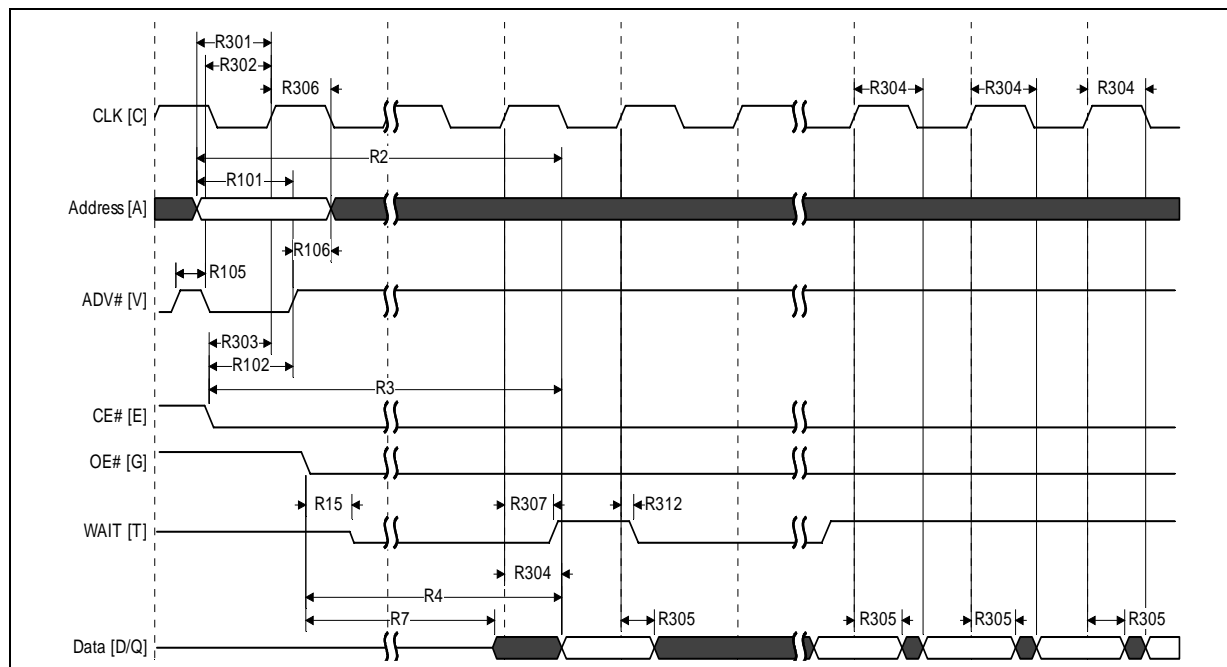 R301
R302
R306
R304
R304
R304
CLK [C]
R2
R101
Address [A]
R106
R105
ADV# [V]
R303
R102
R3
CE# [E]
OE# [G]
R15
R307
R312
WAIT [T]
R304
R4
R7
R305
R305
R305
R305
Data [D/Q]